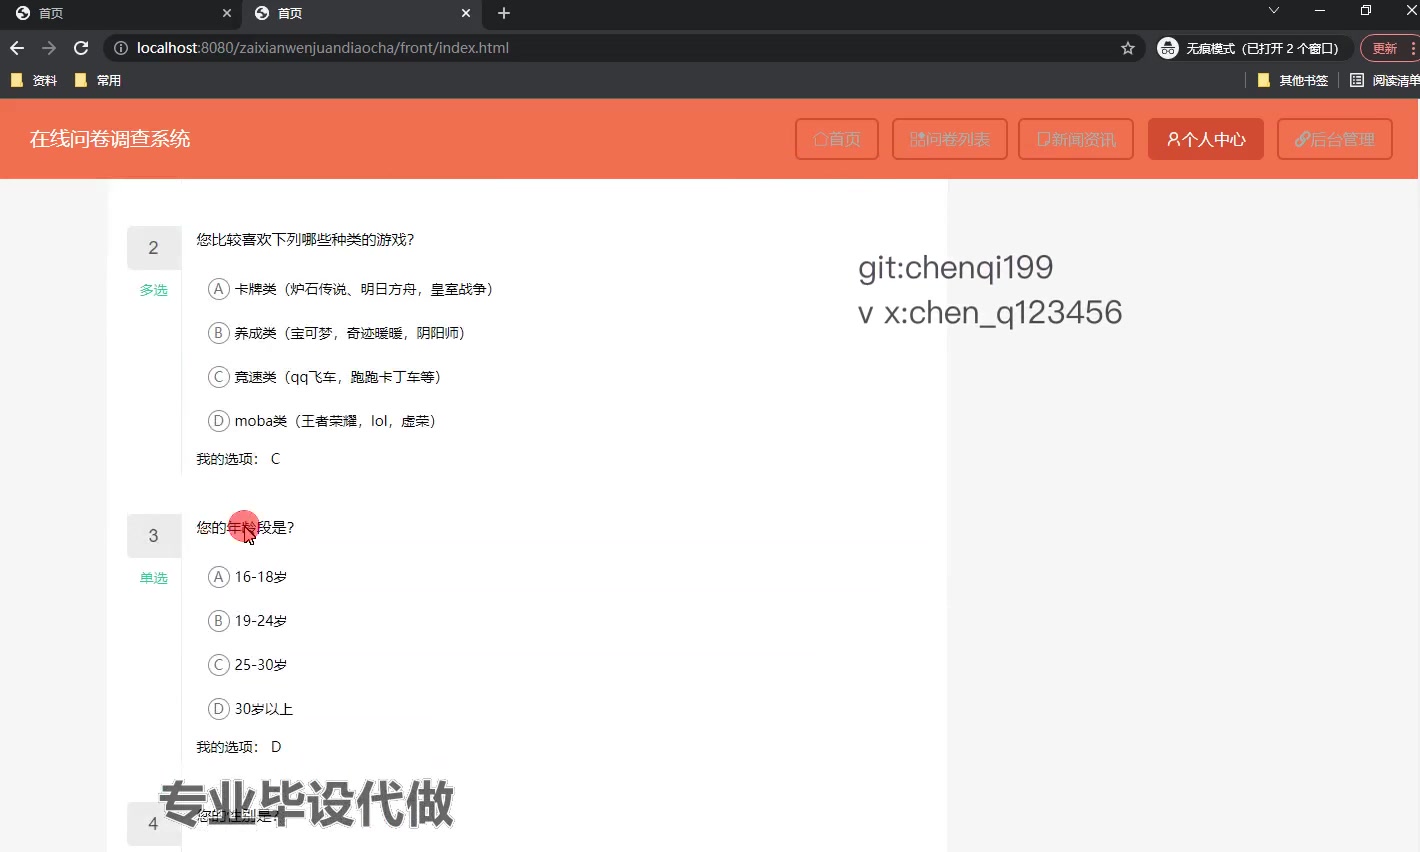 首页
首页
localhost:8080/zaixianwenjuandiaocha/front/index.html
无痕模式（已打开 2 个窗口）
更新
资料
常用
其他书签
阅读清单
在线问卷调查系统
首页
问卷列表
新闻资讯
个人中心
后台管理
2
您比较喜欢下列哪些种类的游戏？
多选
A 卡牌类（炉石传说、明日方舟，皇室战争）
B 养成类（宝可梦，奇迹暖暖，阴阳师）
C 竞速类（qq飞车，跑跑卡丁车等）
D moba类（王者荣耀，lol，虚荣）
我的选项： C
git:chenqi199
v x:chen_q123456
3
您的年龄段是？
单选
A 16-18岁
B 19-24岁
C 25-30岁
D 30岁以上
我的选项： D
专业毕设代做
4
您的性别是？